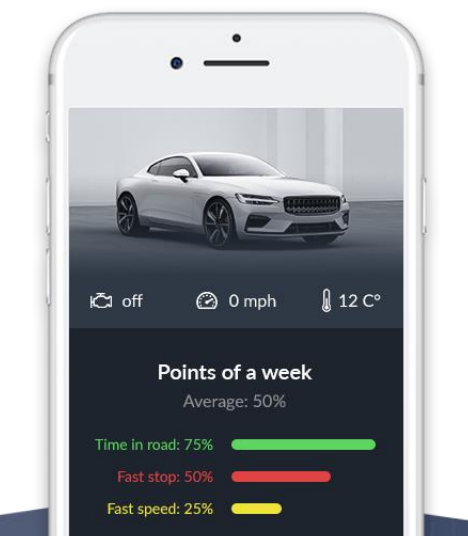 off 0 mph 12 C°
Points of a week
Average: 50%
Time in road: 75%
Fast stop: 50%
Fast speed: 25%